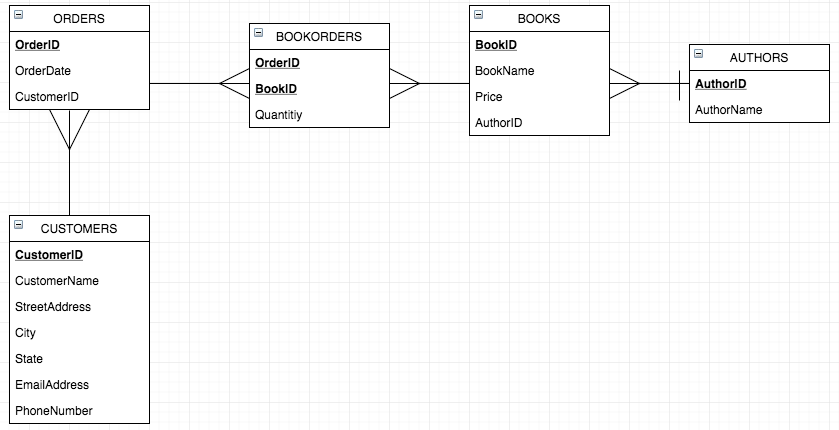 ORDERS
OrderID
OrderDate
CustomerID
BOOKORDERS
OrderID
BookID
Quantitiy
BOOKS
BookID
BookName
Price
AuthorID
AUTHORS
AuthorID
AuthorName
CUSTOMERS
CustomerID
CustomerName
StreetAddress
City
State
EmailAddress
PhoneNumber